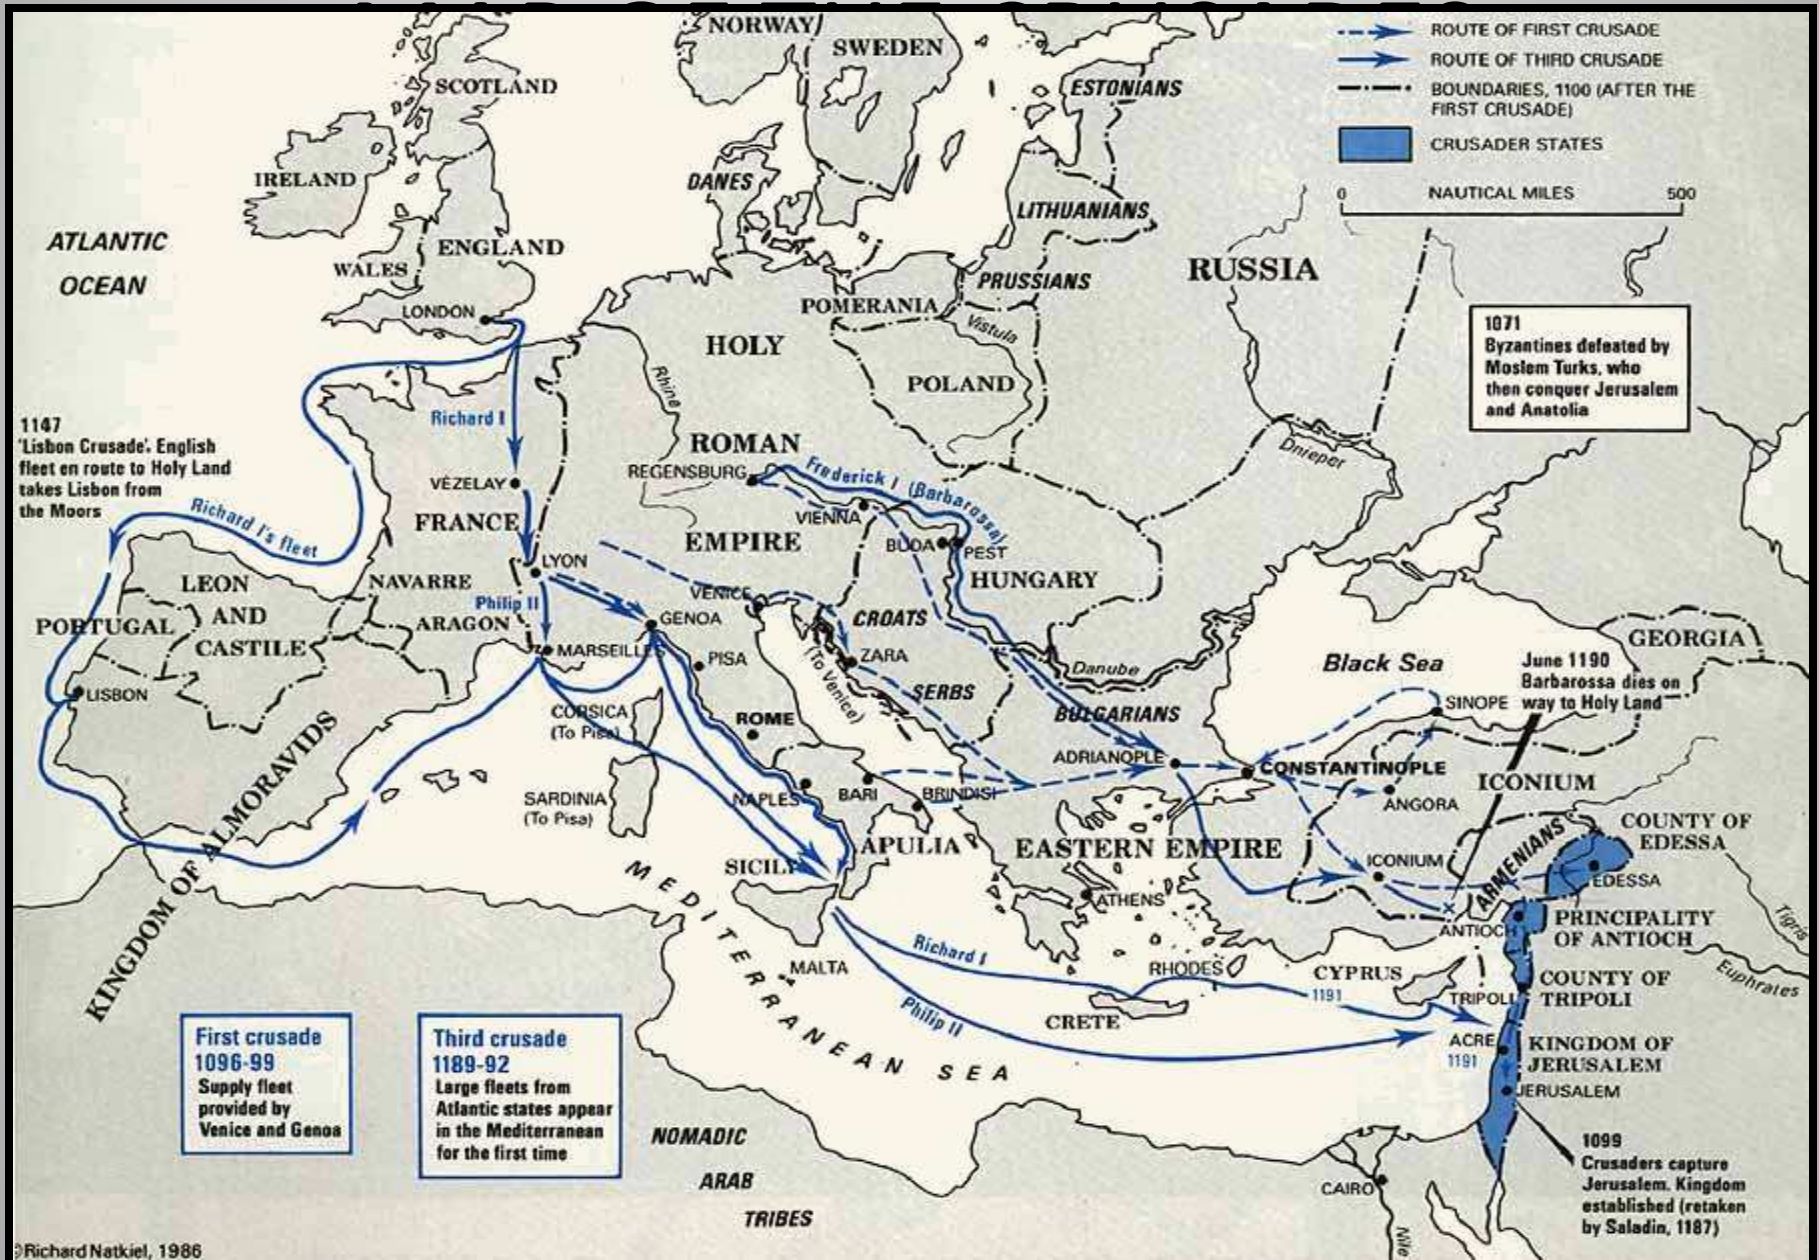 NORWAY
SWEDEN
SCOTLAND
ESTONIANS
ROUTE OF FIRST CRUSADE
ROUTE OF THIRD CRUSADE
BOUNDARIES, 1100 (AFTER THE
FIRST CRUSADE)
CRUSADER STATES
0 NAUTICAL MILES 500
IRELAND
DANES
LITHUANIANS
ATLANTIC
OCEAN
ENGLAND
WALES
LONDON
PRUSSIANS
RUSSIA
POMERANIA
Vistula
HOLY
ROMAN
EMPIRE
POLAND
Rhine
1071
Byzantines defeated by
Moslem Turks, who
then conquer Jerusalem
and Anatolia
Richard I
1147
'Lisbon Crusade'. English
fleet en route to Holy Land
takes Lisbon from
the Moors
Richard I's fleet
VÉZELAY
FRANCE
REGENSBURG
Frederick I (Barbarossa)
VIENNA
BUDA
PEST
HUNGARY
Dnieper
LYON
Philip II
GENOA
VENICE
CROATS
LEON
AND
CASTILE
NAVARRE
ARAGON
PORTUGAL
LISBON
MARSEILLES
PISA
ZARA
(To Venice)
SERBS
Danube
BULGARIANS
Black Sea
GEORGIA
June 1190
Barbarossa dies on
way to Holy Land
SINOPE
CORSICA
(To Pisa)
ROME
ADRIANOPLE
CONSTANTINOPLE
ICONIUM
ANGORA
SARDINIA
(To Pisa)
NAPLES
BARI
BRINDISI
APULIA
EASTERN EMPIRE
ICONIUM
ARMENIANS
COUNTY OF
EDESSA
EDESSA
KINGDOM OF ALMORAVIDS
SICILY
ATHENS
ANTIOCH
PRINCIPALITY
OF ANTIOCH
Tigris
Euphrates
MEDITERRANEAN SEA
MALTA
Richard I
RHODES
CYPRUS
1191
TRIPOLI
COUNTY OF
TRIPOLI
Philip II
CRETE
ACRE
1191
KINGDOM OF
JERUSALEM
JERUSALEM
First crusade
1096-99
Supply fleet
provided by
Venice and Genoa
Third crusade
1189-92
Large fleets from
Atlantic states appear
in the Mediterranean
for the first time
NOMADIC
ARAB
TRIBES
CAIRO
Nile
1099
Crusaders capture
Jerusalem. Kingdom
established (retaken
by Saladin, 1187)
©Richard Natkiel, 1986